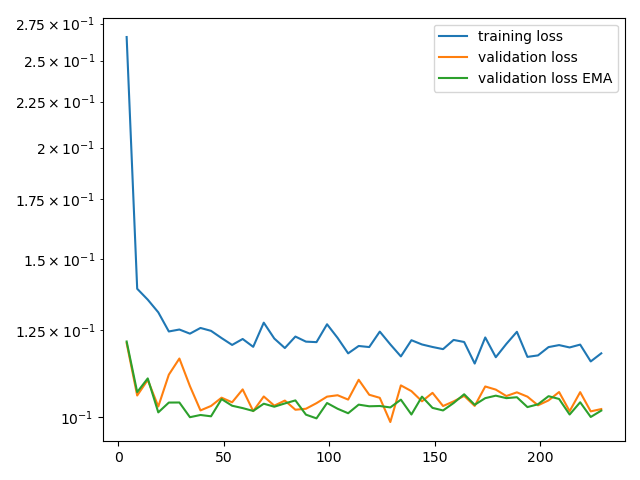 2.75 × 10⁻¹
2.5 × 10⁻¹
2.25 × 10⁻¹
2 × 10⁻¹
1.75 × 10⁻¹
1.5 × 10⁻¹
1.25 × 10⁻¹
10⁻¹
0 50 100 150 200
training loss
validation loss
validation loss EMA